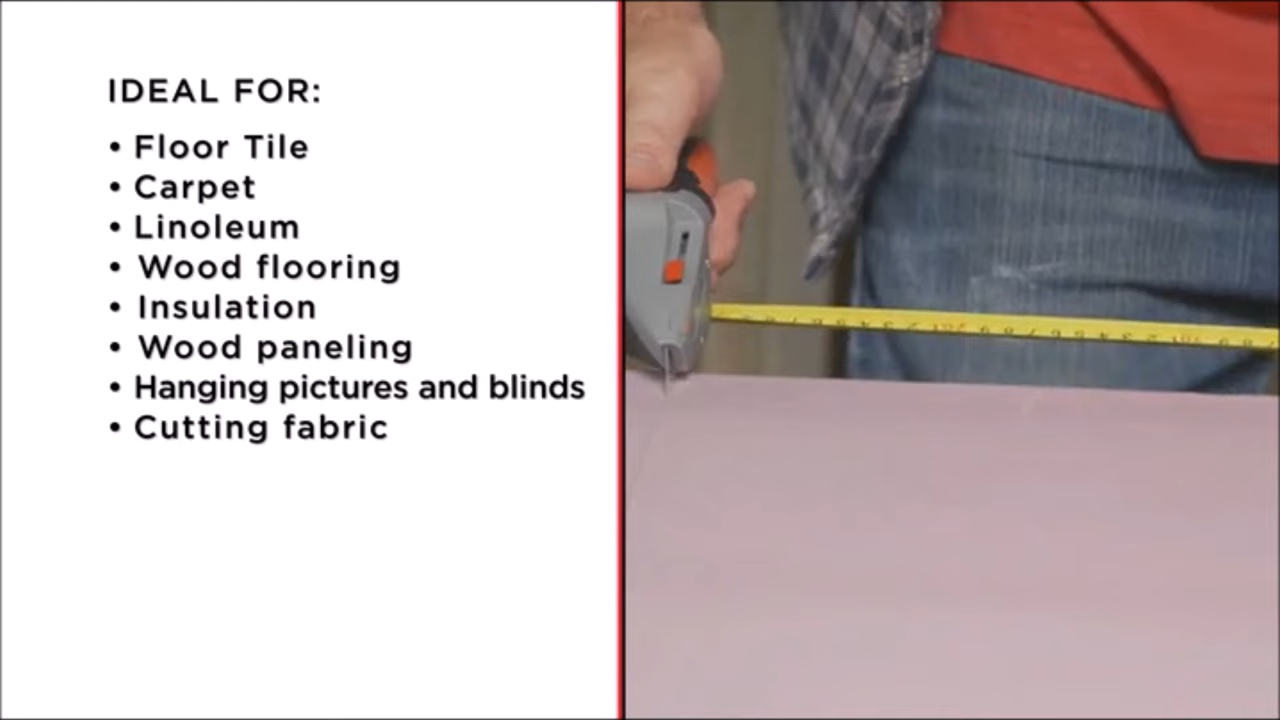 IDEAL FOR:
• Floor Tile
• Carpet
• Linoleum
• Wood flooring
• Insulation
• Wood paneling
• Hanging pictures and blinds
• Cutting fabric